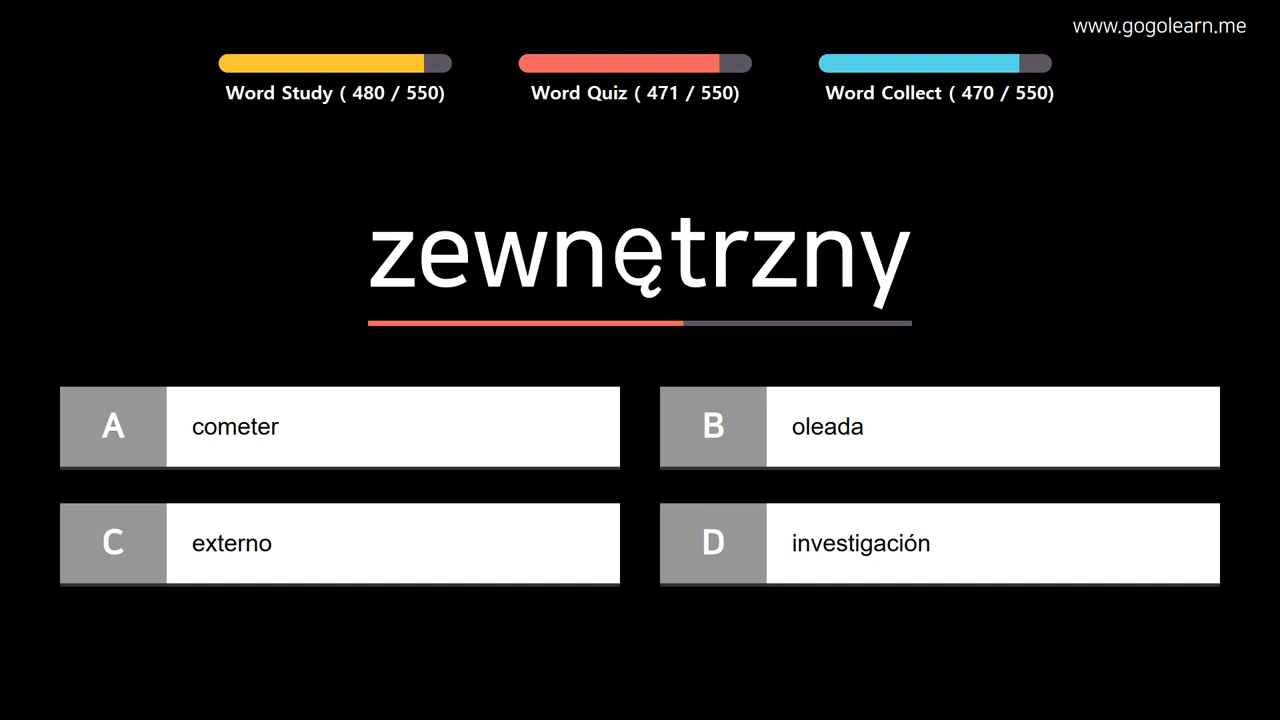 www.gogolearn.me
Word Study ( 480 / 550)
Word Quiz ( 471 / 550)
Word Collect ( 470 / 550)
zewnętrzny
A cometer
B oleada
C externo
D investigación